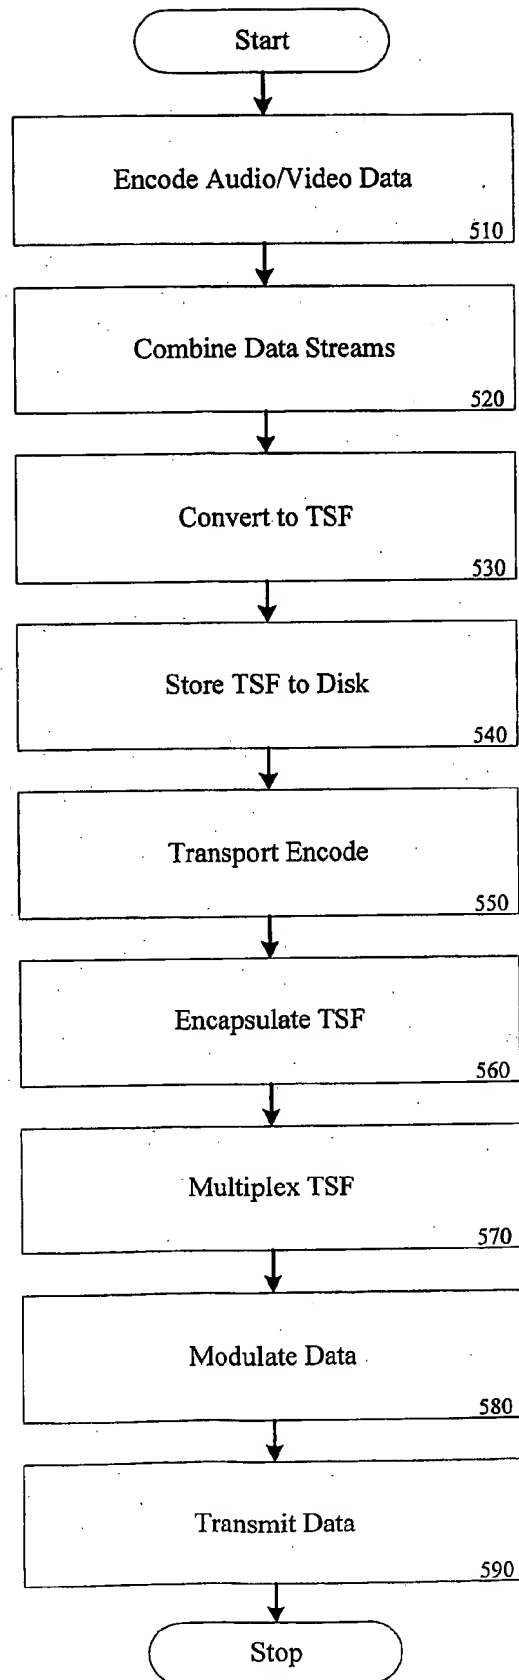 Start
Encode Audio/Video Data
510
Combine Data Streams
520
Convert to TSF
530
Store TSF to Disk
540
Transport Encode
550
Encapsulate TSF
560
Multiplex TSF
570
Modulate Data
580
Transmit Data
590
Stop